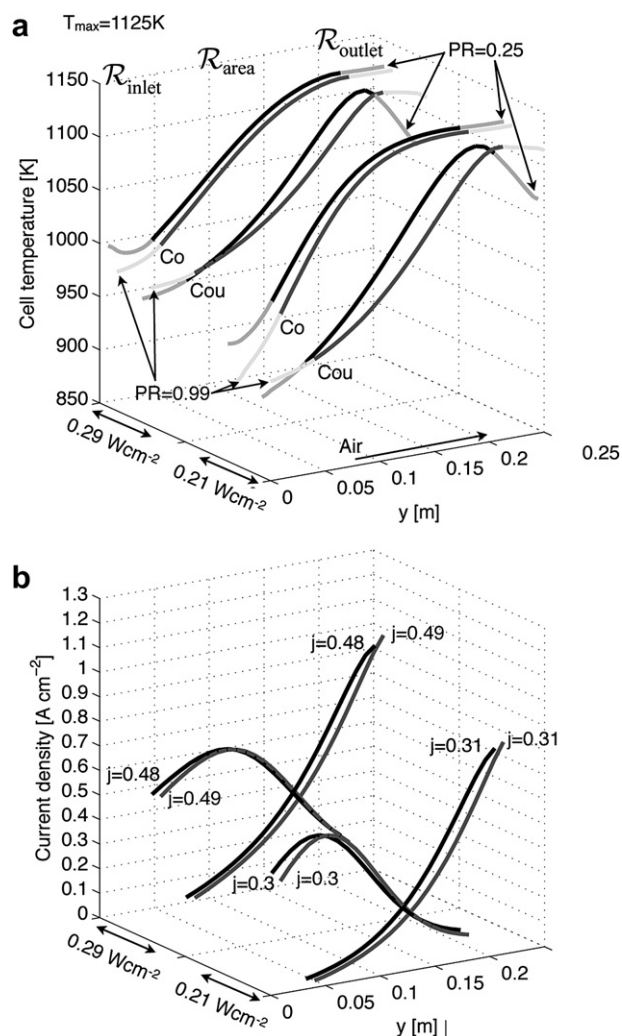 a
T_max=1125K
R_inlet R_area R_outlet PR=0.25
1150
1100
1050
1000
950
900
850
Cell temperature [K]
Co
Cou
Co
Cou
PR=0.99
Air
0.29 Wcm-2
0.21 Wcm-2
0 0.05 0.1 0.15 0.2 0.25
y [m]
b
1.3
1.2
1.1
1
0.9
0.8
0.7
0.6
0.5
0.4
0.3
0.2
0.1
0
Current density [A cm-2]
j=0.48 j=0.49
j=0.48
j=0.49
j=0.31 j=0.31
j=0.3 j=0.3
0.29 Wcm-2
0.21 Wcm-2
0 0.05 0.1 0.15 0.2
y [m]